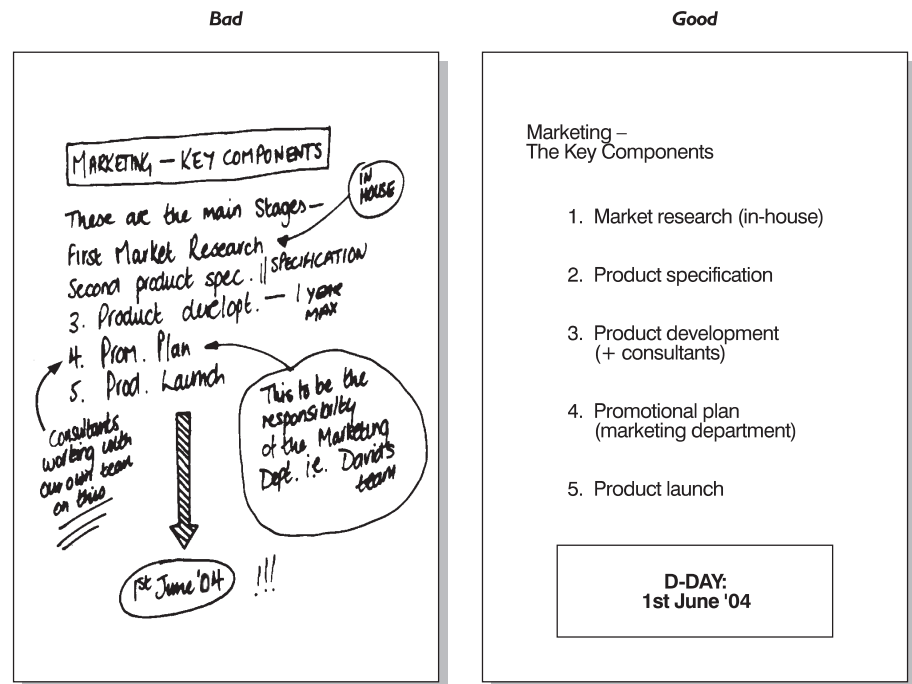 Bad
MARKETING – KEY COMPONENTS
IN
HOUSE
These are the main Stages –
First Market Research
Second product spec. || SPECIFICATION
3. Product developt. – 1 YEAR
MAX
4. Prom. Plan
5. Prod. Launch
Consultants
working with
our own team
on this
This to be the
responsibilty
of the Marketing
Dept. i.e. David's
team
1st June '04 !!!
Good
Marketing –
The Key Components
1. Market research (in-house)
2. Product specification
3. Product development
(+ consultants)
4. Promotional plan
(marketing department)
5. Product launch
D-DAY:
1st June '04